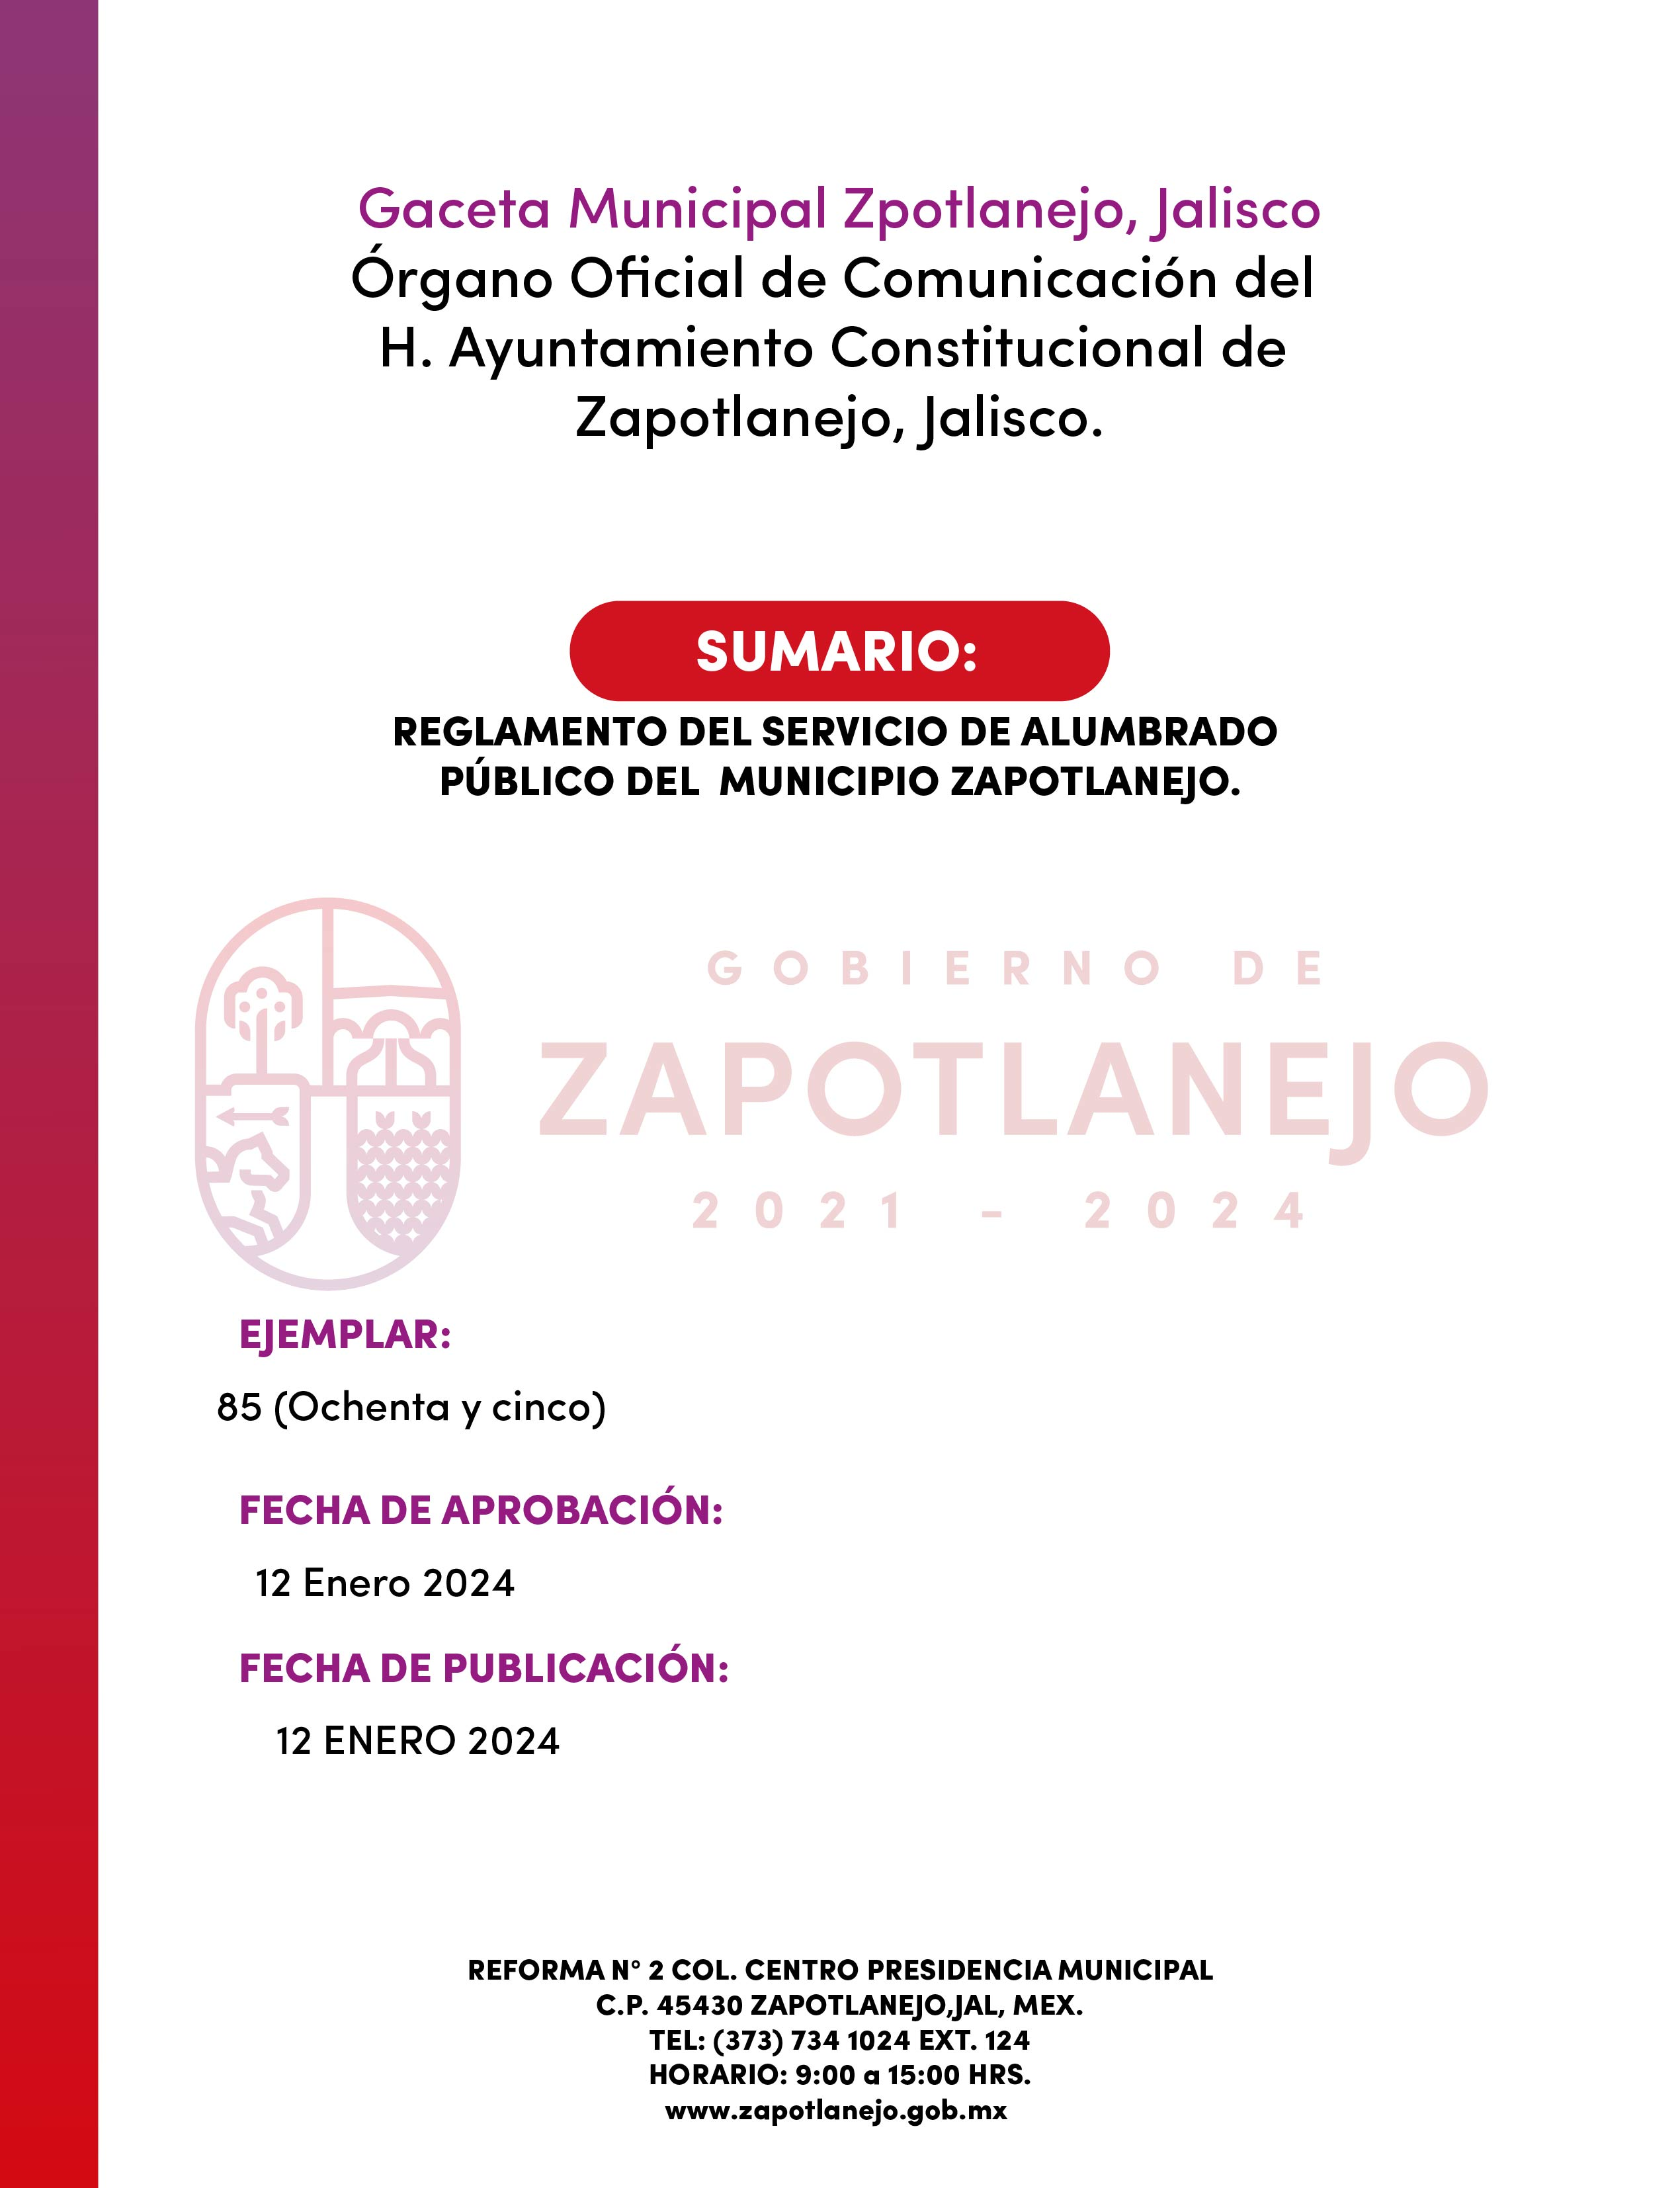 Gaceta Municipal Zpotlanejo, Jalisco
Órgano Oficial de Comunicación del
H. Ayuntamiento Constitucional de
Zapotlanejo, Jalisco.
SUMARIO:
REGLAMENTO DEL SERVICIO DE ALUMBRADO
PÚBLICO DEL MUNICIPIO ZAPOTLANEJO.
GOBIERNO DE
ZAPOTLANEJO
2021 - 2024
EJEMPLAR:
85 (Ochenta y cinco)
FECHA DE APROBACIÓN:
12 Enero 2024
FECHA DE PUBLICACIÓN:
12 ENERO 2024
REFORMA N° 2 COL. CENTRO PRESIDENCIA MUNICIPAL
C.P. 45430 ZAPOTLANEJO,JAL, MEX.
TEL: (373) 734 1024 EXT. 124
HORARIO: 9:00 a 15:00 HRS.
www.zapotlanejo.gob.mx